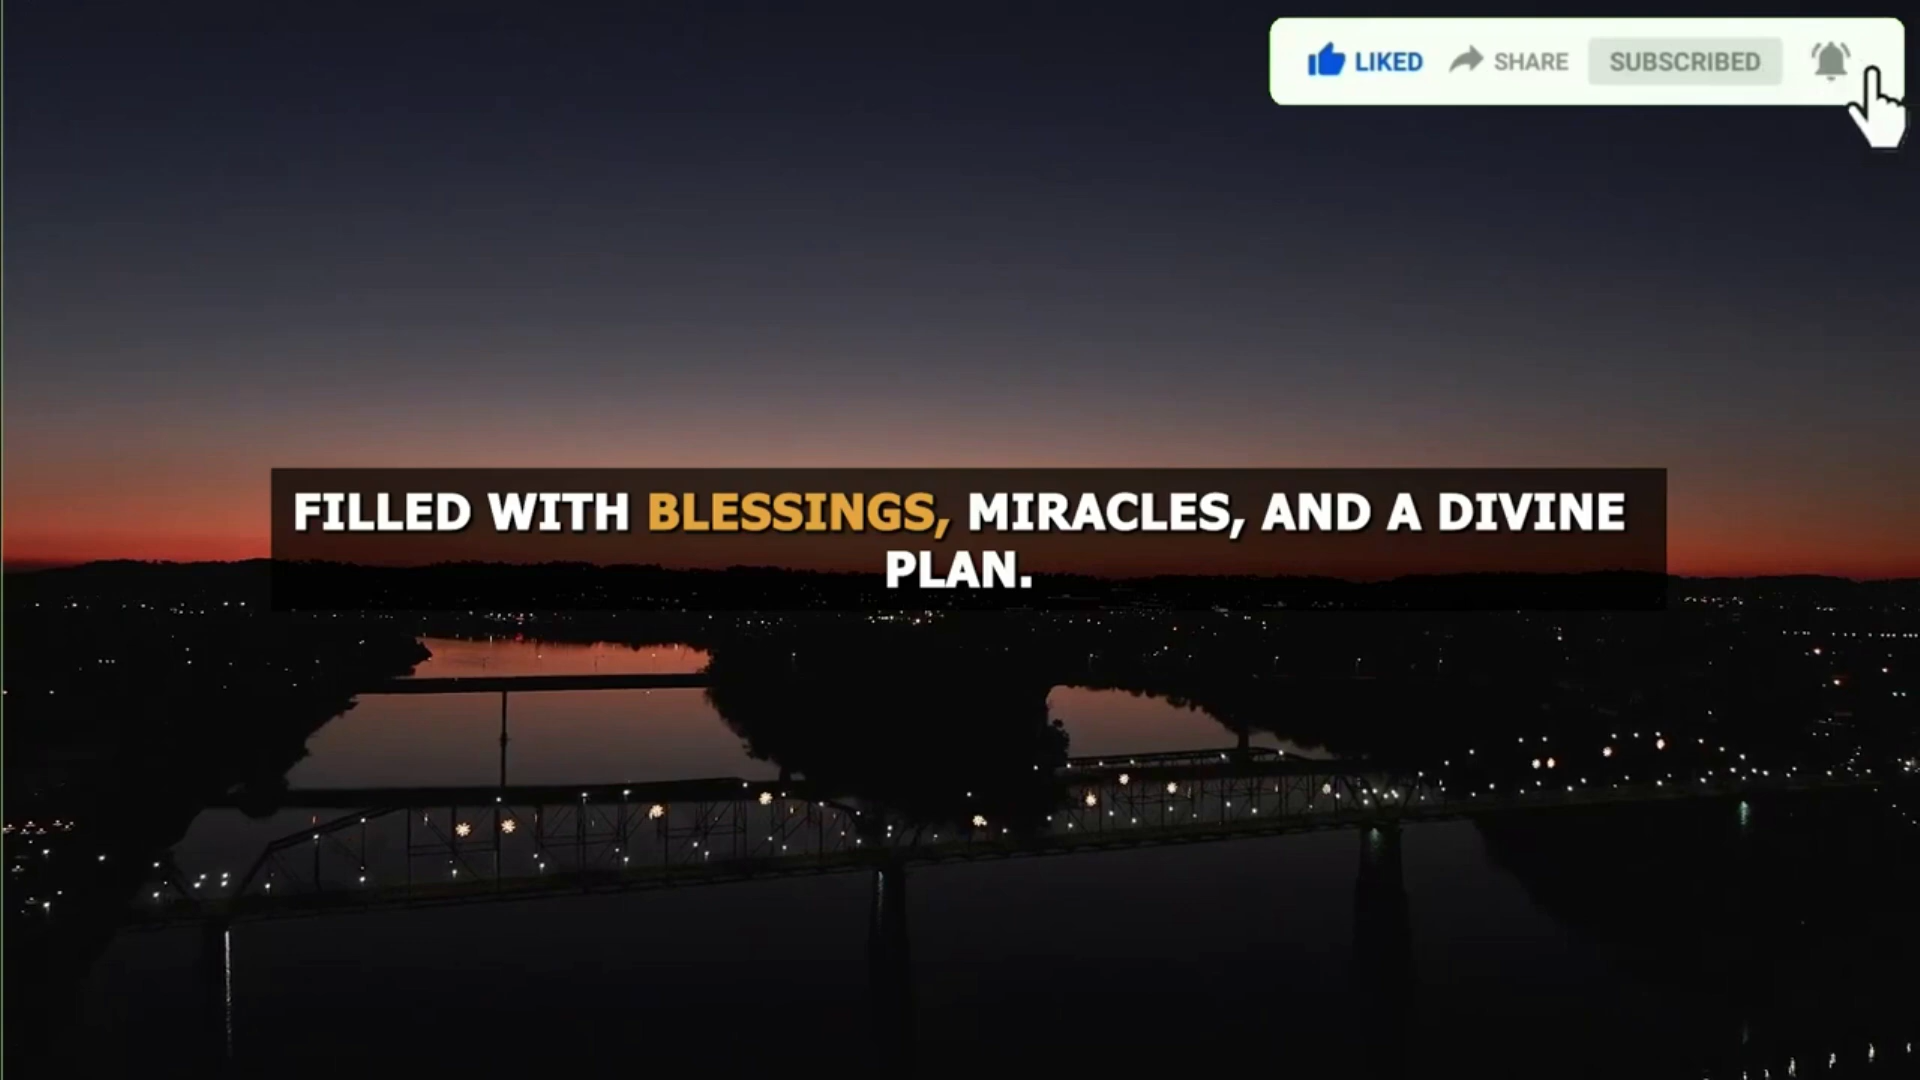 LIKED SHARE SUBSCRIBED
FILLED WITH BLESSINGS, MIRACLES, AND A DIVINE
PLAN.